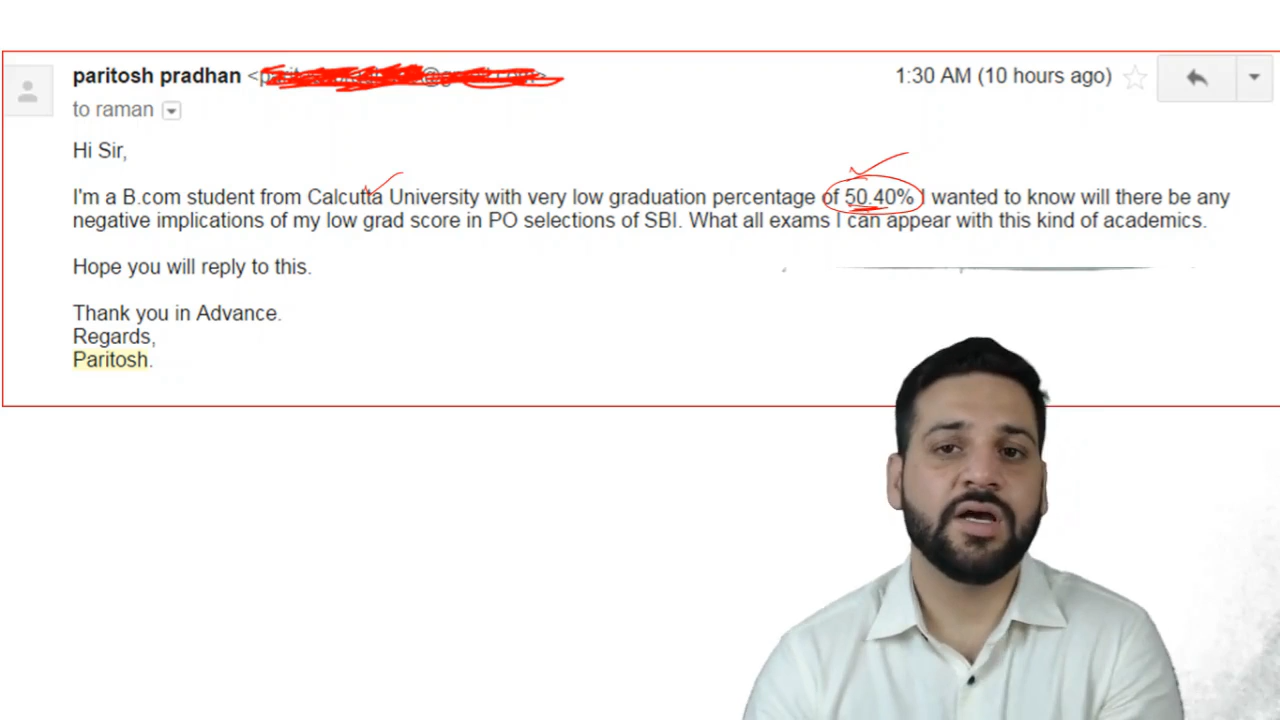 paritosh pradhan
1:30 AM (10 hours ago)
to raman
Hi Sir,
I'm a B.com student from Calcutta University with very low graduation percentage of 50.40% I wanted to know will there be any
negative implications of my low grad score in PO selections of SBI. What all exams I can appear with this kind of academics.
Hope you will reply to this.
Thank you in Advance.
Regards,
Paritosh.